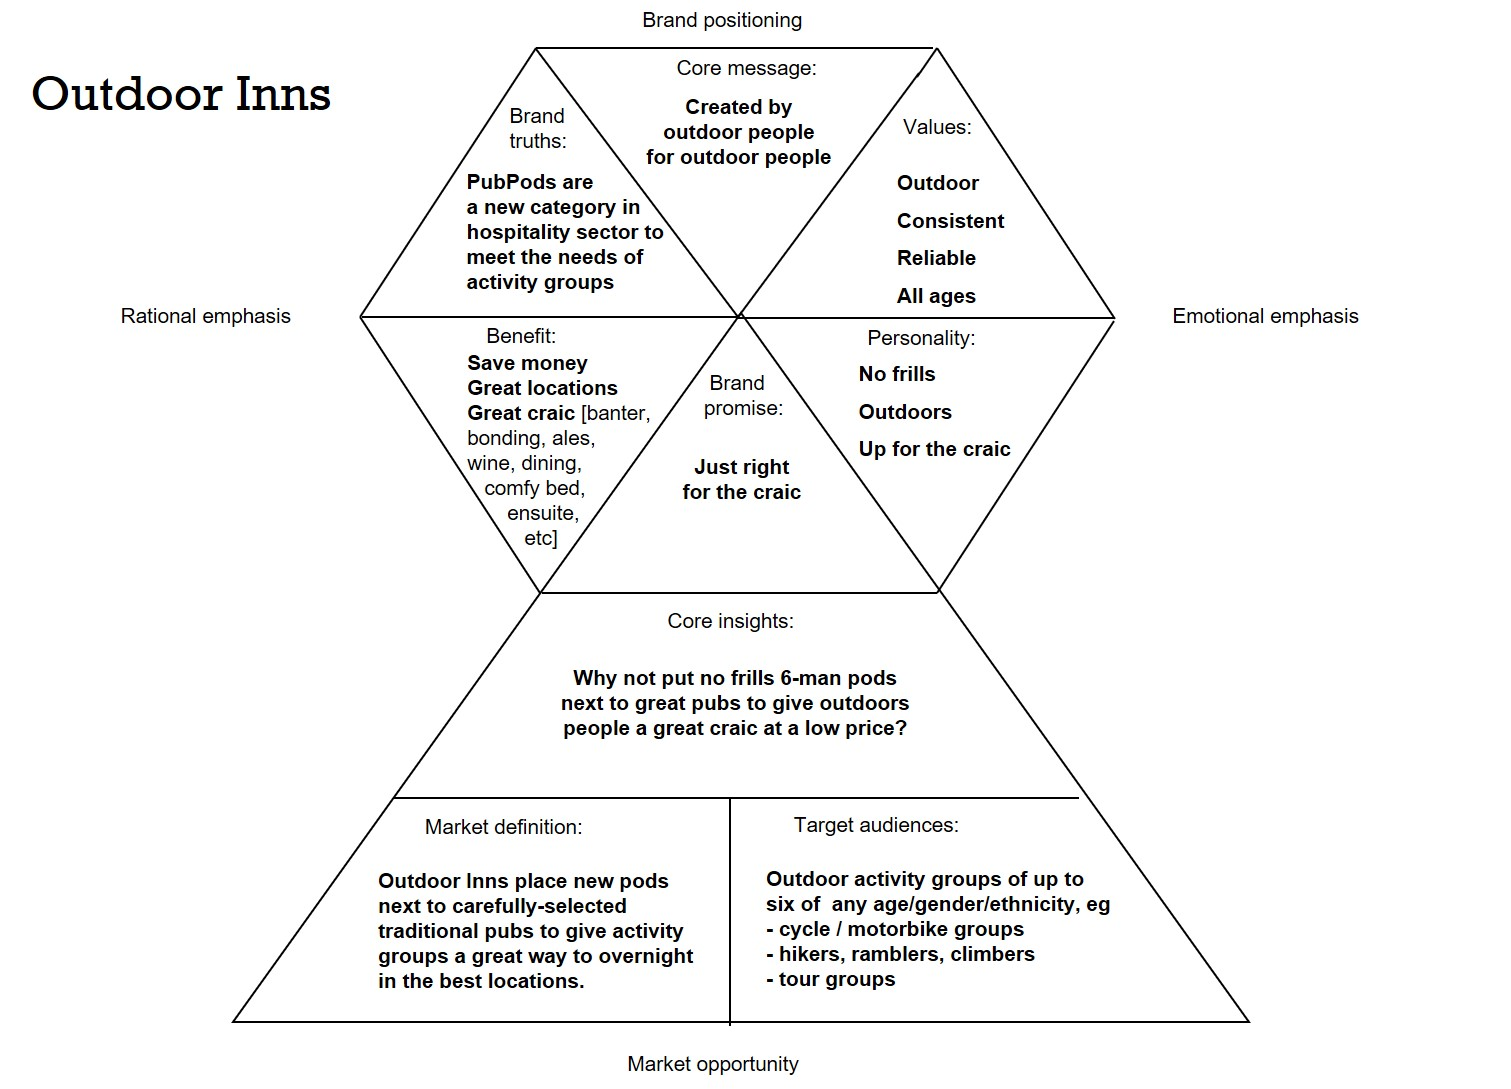 Brand positioning
Outdoor Inns
Core message:
Created by
outdoor people
for outdoor people
Brand
truths:
PubPods are
a new category in
hospitality sector to
meet the needs of
activity groups
Values:
Outdoor
Consistent
Reliable
All ages
Rational emphasis
Emotional emphasis
Benefit:
Save money
Great locations
Great craic [banter,
bonding, ales,
wine, dining,
comfy bed,
ensuite,
etc]
Brand
promise:
Just right
for the craic
Personality:
No frills
Outdoors
Up for the craic
Core insights:
Why not put no frills 6-man pods
next to great pubs to give outdoors
people a great craic at a low price?
Market definition:
Outdoor Inns place new pods
next to carefully-selected
traditional pubs to give activity
groups a great way to overnight
in the best locations.
Target audiences:
Outdoor activity groups of up to
six of  any age/gender/ethnicity, eg
- cycle / motorbike groups
- hikers, ramblers, climbers
- tour groups
Market opportunity